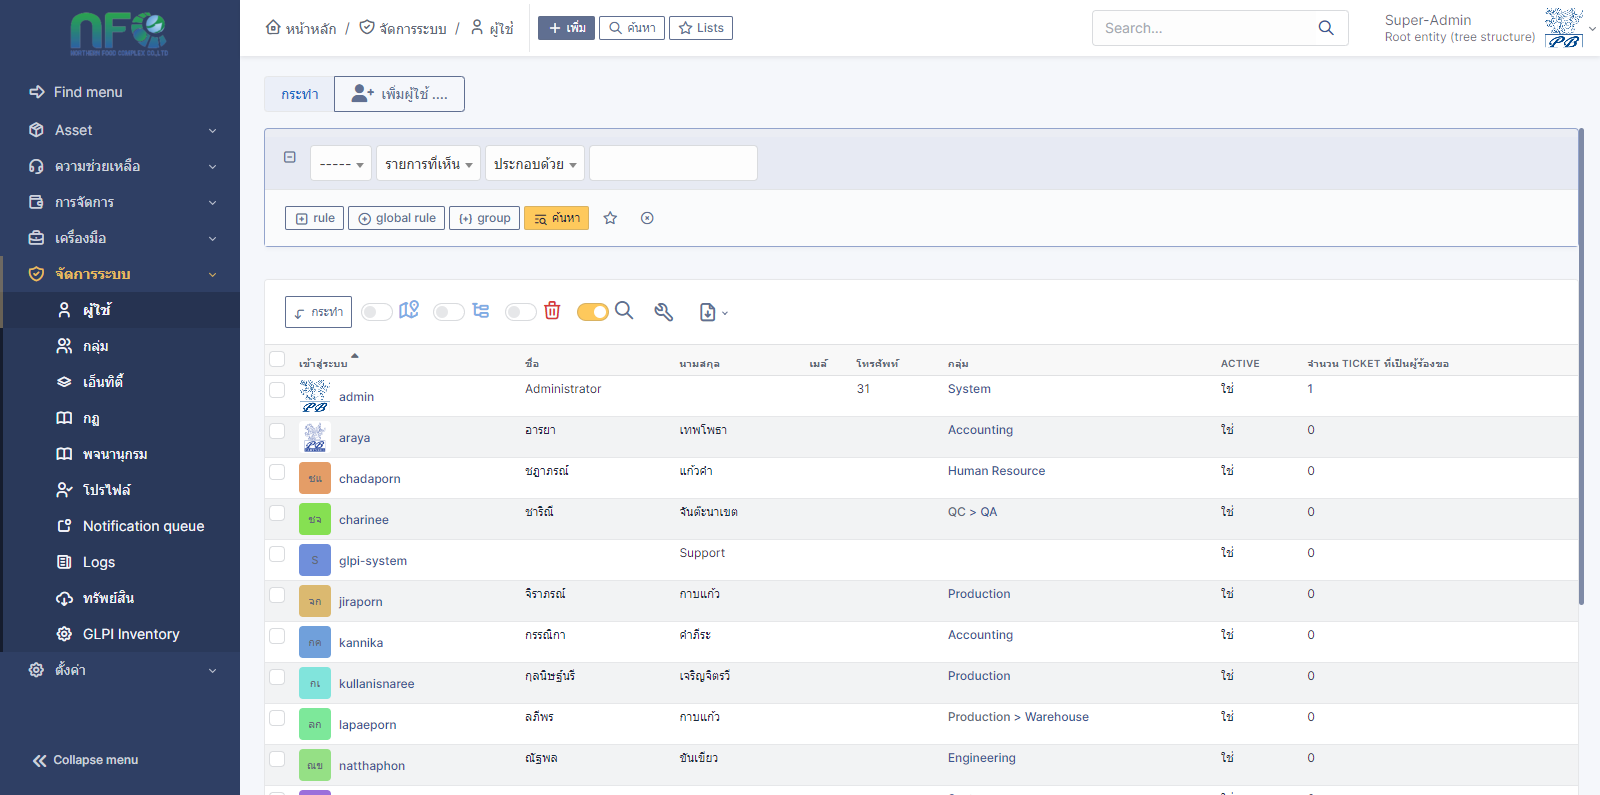 NFC
NORTHERN FOOD COMPLEX CO.,LTD
Find menu
Asset
ความช่วยเหลือ
การจัดการ
เครื่องมือ
จัดการระบบ
ผู้ใช้
กลุ่ม
เอ็นทิตี้
กฎ
พจนานุกรม
โปรไฟล์
Notification queue
Logs
ทรัพย์สิน
GLPI Inventory
ตั้งค่า
Collapse menu
หน้าหลัก / จัดการระบบ / ผู้ใช้ เพิ่ม ค้นหา Lists
Search...
Super-Admin
Root entity (tree structure)
PB
กระทำ เพิ่มผู้ใช้ ....
----- รายการที่เห็น ประกอบด้วย
rule global rule group ค้นหา
กระทำ
เข้าสู่ระบบ ชื่อ นามสกุล เมล์ โทรศัพท์ กลุ่ม ACTIVE จำนวน TICKET ที่เป็นผู้ร้องขอ
PB admin Administrator 31 System ใช่ 1
PB araya อารยา เทพโพธา Accounting ใช่ 0
ชแ chadaporn ชฎาภรณ์ แก้วคำ Human Resource ใช่ 0
ชจ charinee ชาริณี จันต๊ะนาเขต QC > QA ใช่ 0
S glpi-system Support ใช่ 0
จก jiraporn จิราภรณ์ กาบแก้ว Production ใช่ 0
กค kannika กรรณิกา คำภีระ Accounting ใช่ 0
กเ kullanisnaree กุลนิษฐ์นรี เจริญจิตรวี Production ใช่ 0
ลก lapaeporn ลภีพร กาบแก้ว Production > Warehouse ใช่ 0
ณข natthaphon ณัฐพล ขันเขียว Engineering ใช่ 0